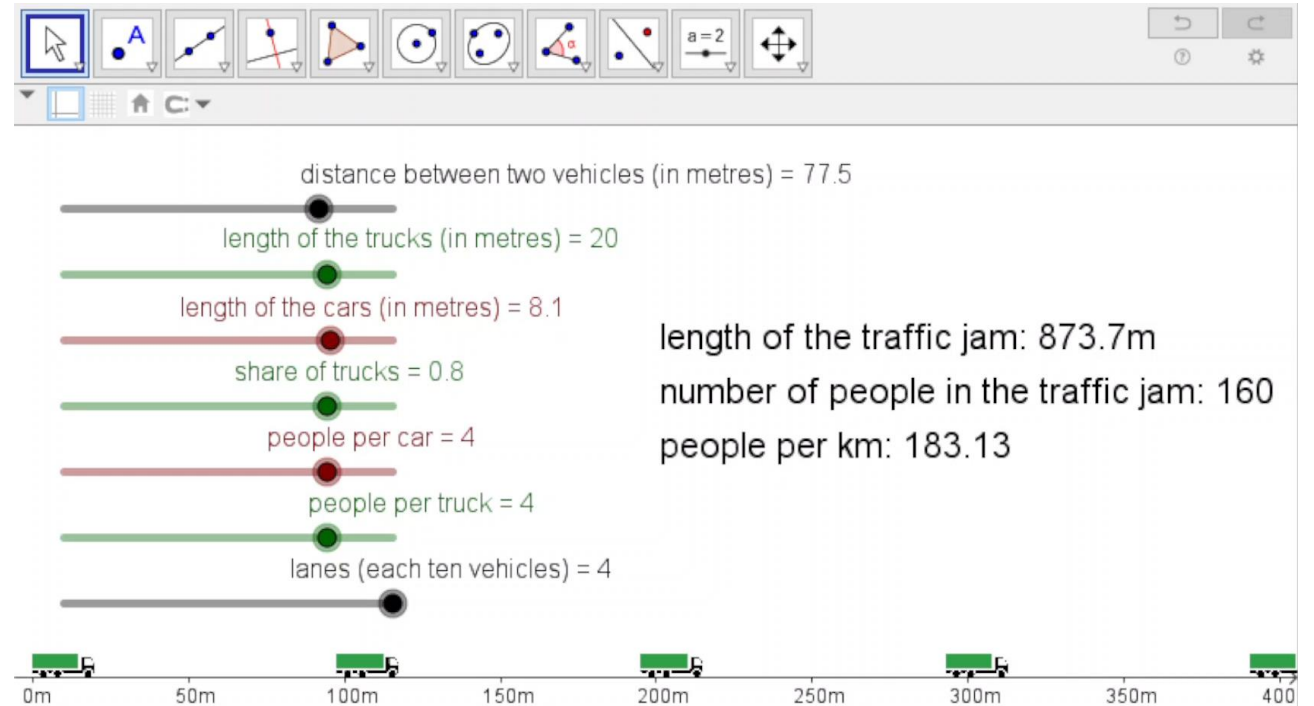 A
α
a = 2
distance between two vehicles (in metres) = 77.5
length of the trucks (in metres) = 20
length of the cars (in metres) = 8.1
share of trucks = 0.8
people per car = 4
people per truck = 4
lanes (each ten vehicles) = 4
length of the traffic jam: 873.7m
number of people in the traffic jam: 160
people per km: 183.13
0m 50m 100m 150m 200m 250m 300m 350m 400